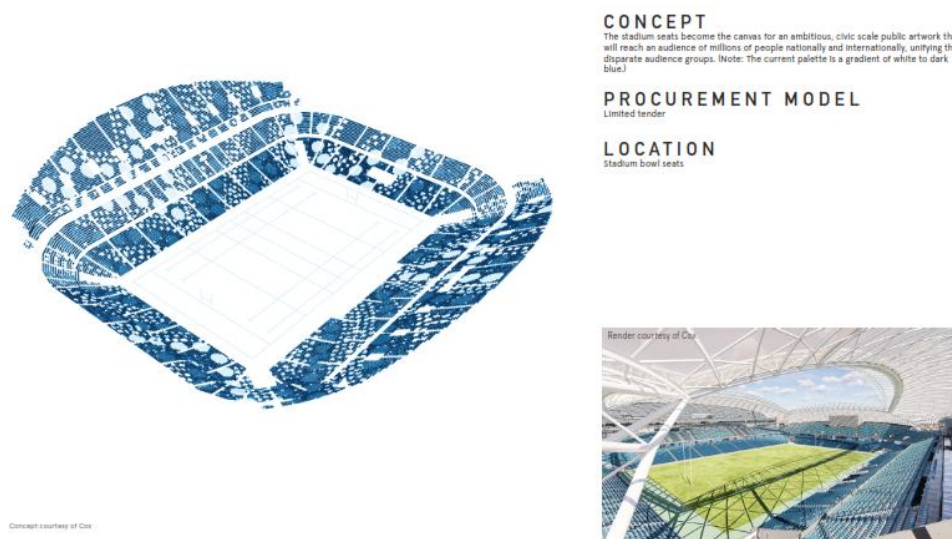 CONCEPT
The stadium seats become the canvas for an ambitious, civic scale public artwork th
will reach an audience of millions of people nationally and internationally, unifying th
disparate audience groups. (Note: The current palette is a gradient of white to dark
blue.)
PROCUREMENT MODEL
Limited tender
LOCATION
Stadium bowl seats
Render courtesy of Cox
Concept courtesy of Cox